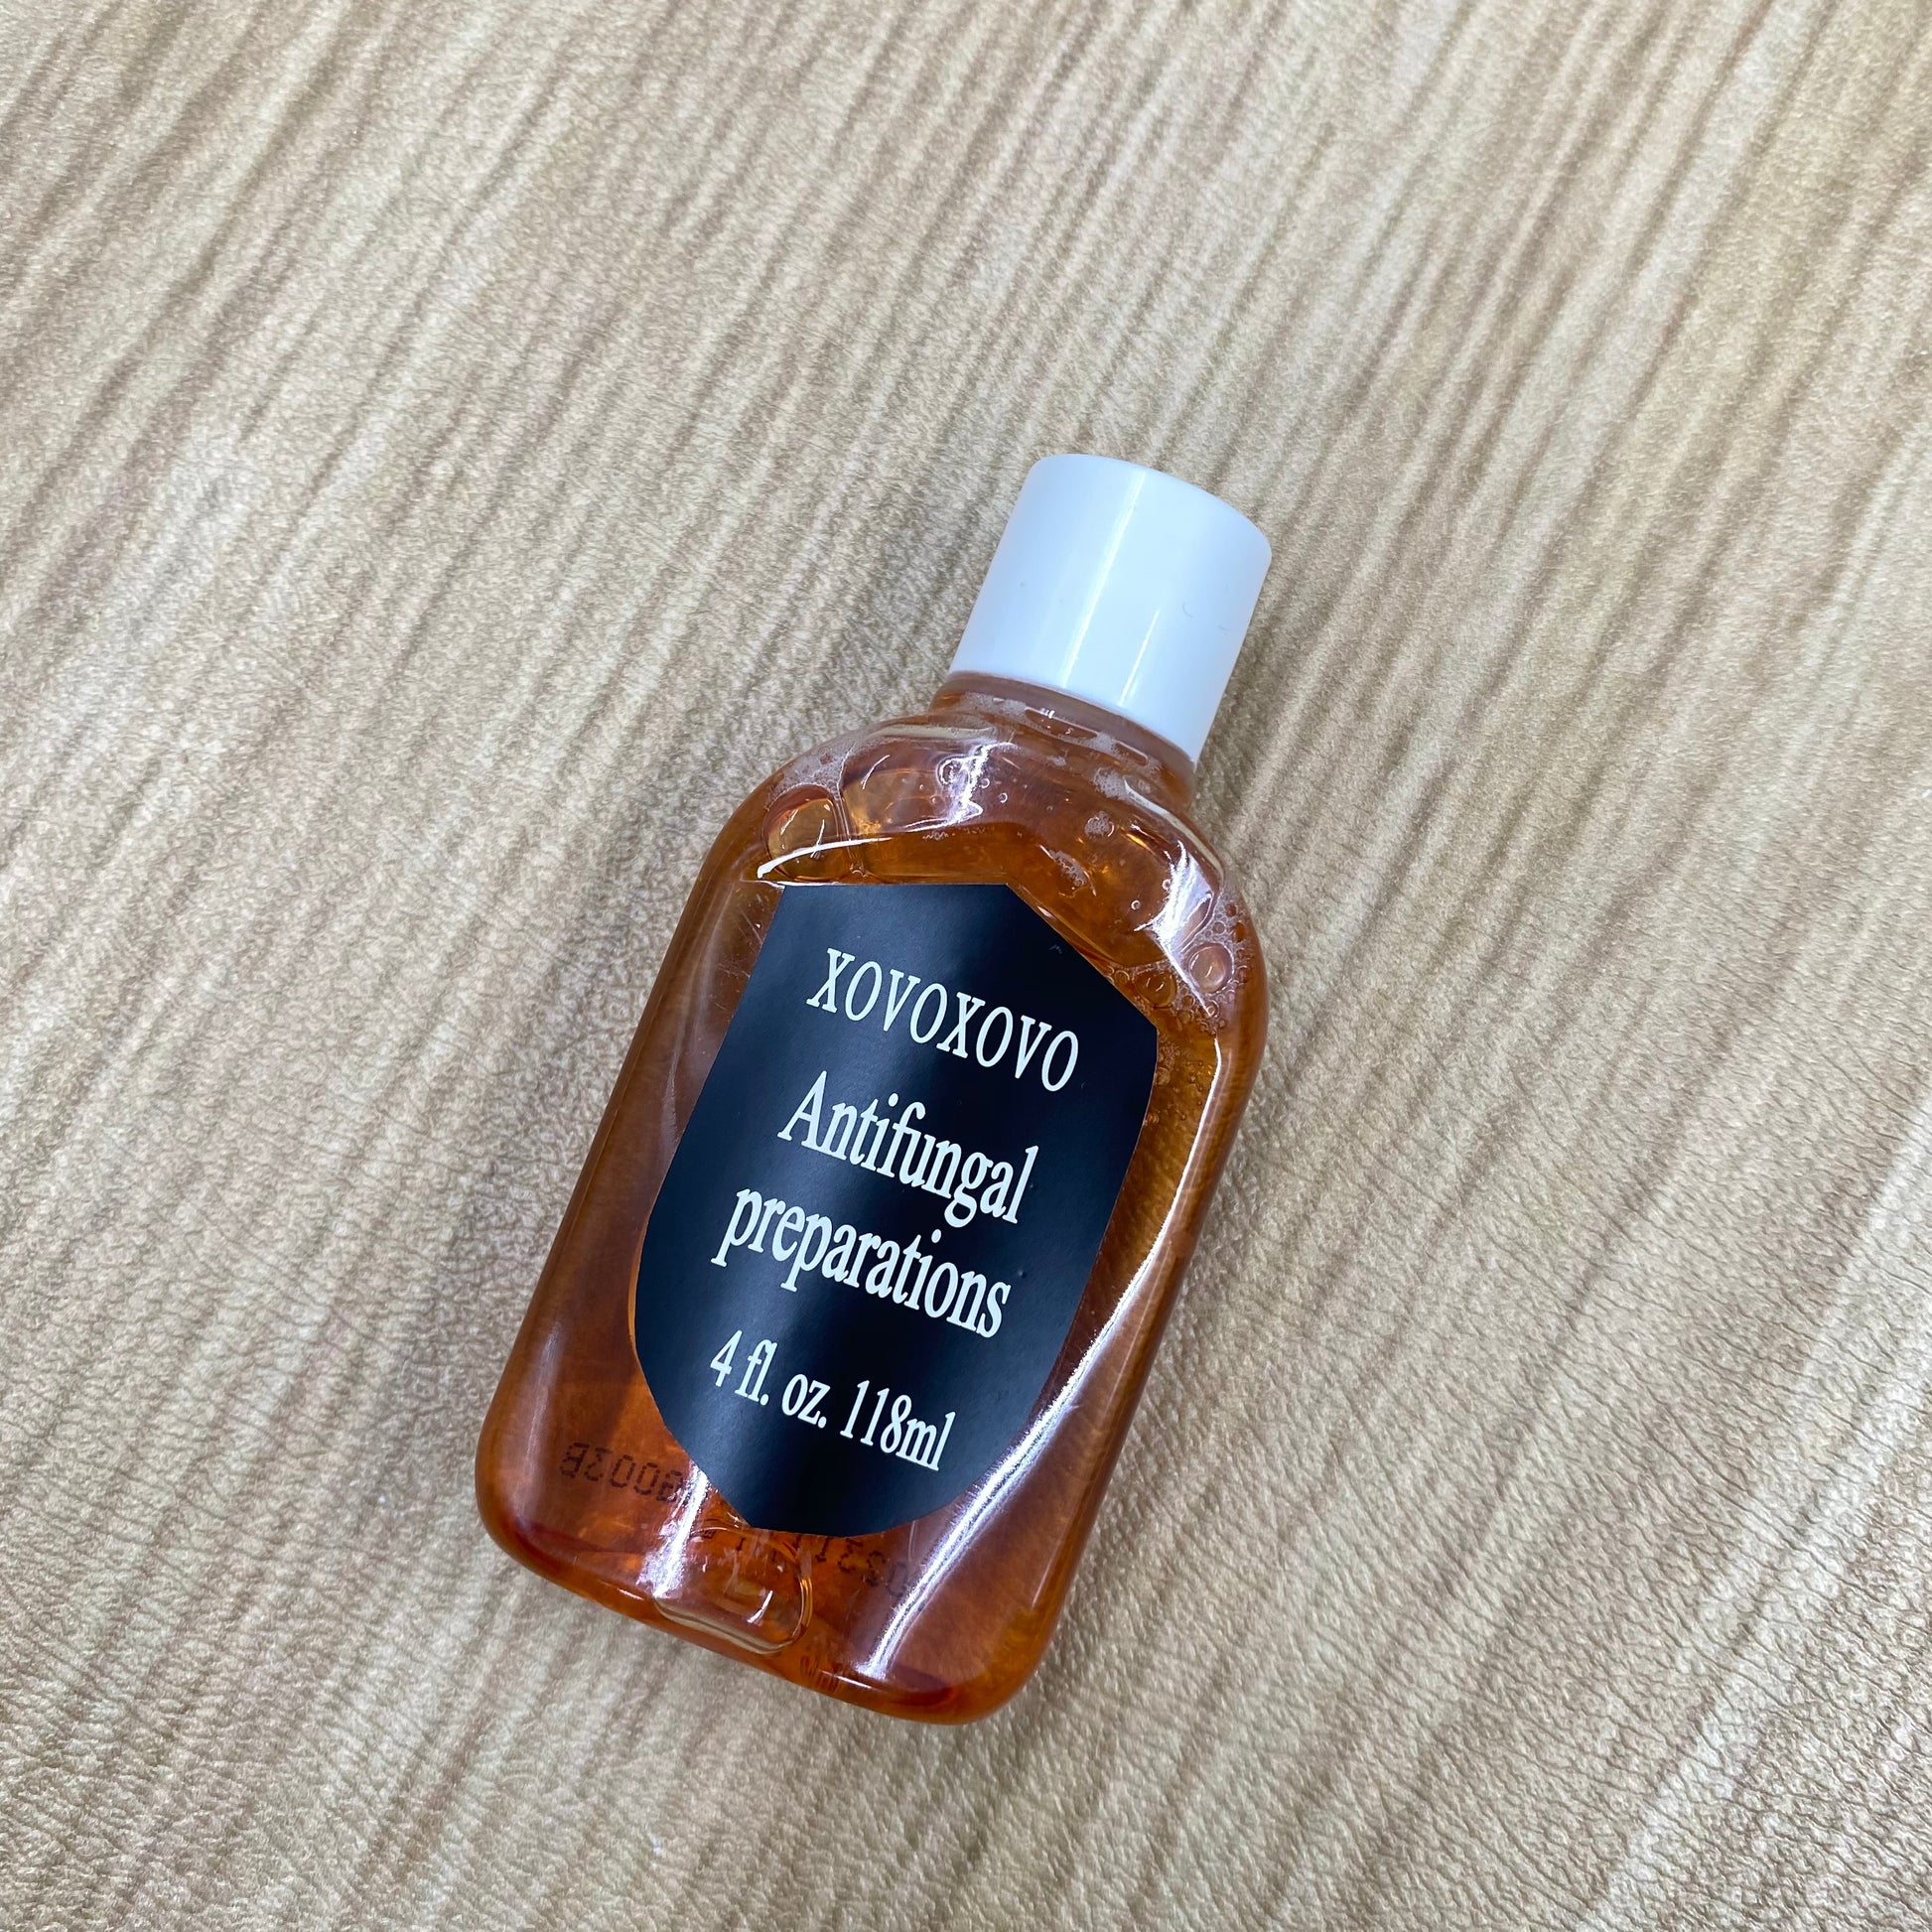 XOVOXOVO
Antifungal
preparations
4 fl. oz. 118ml